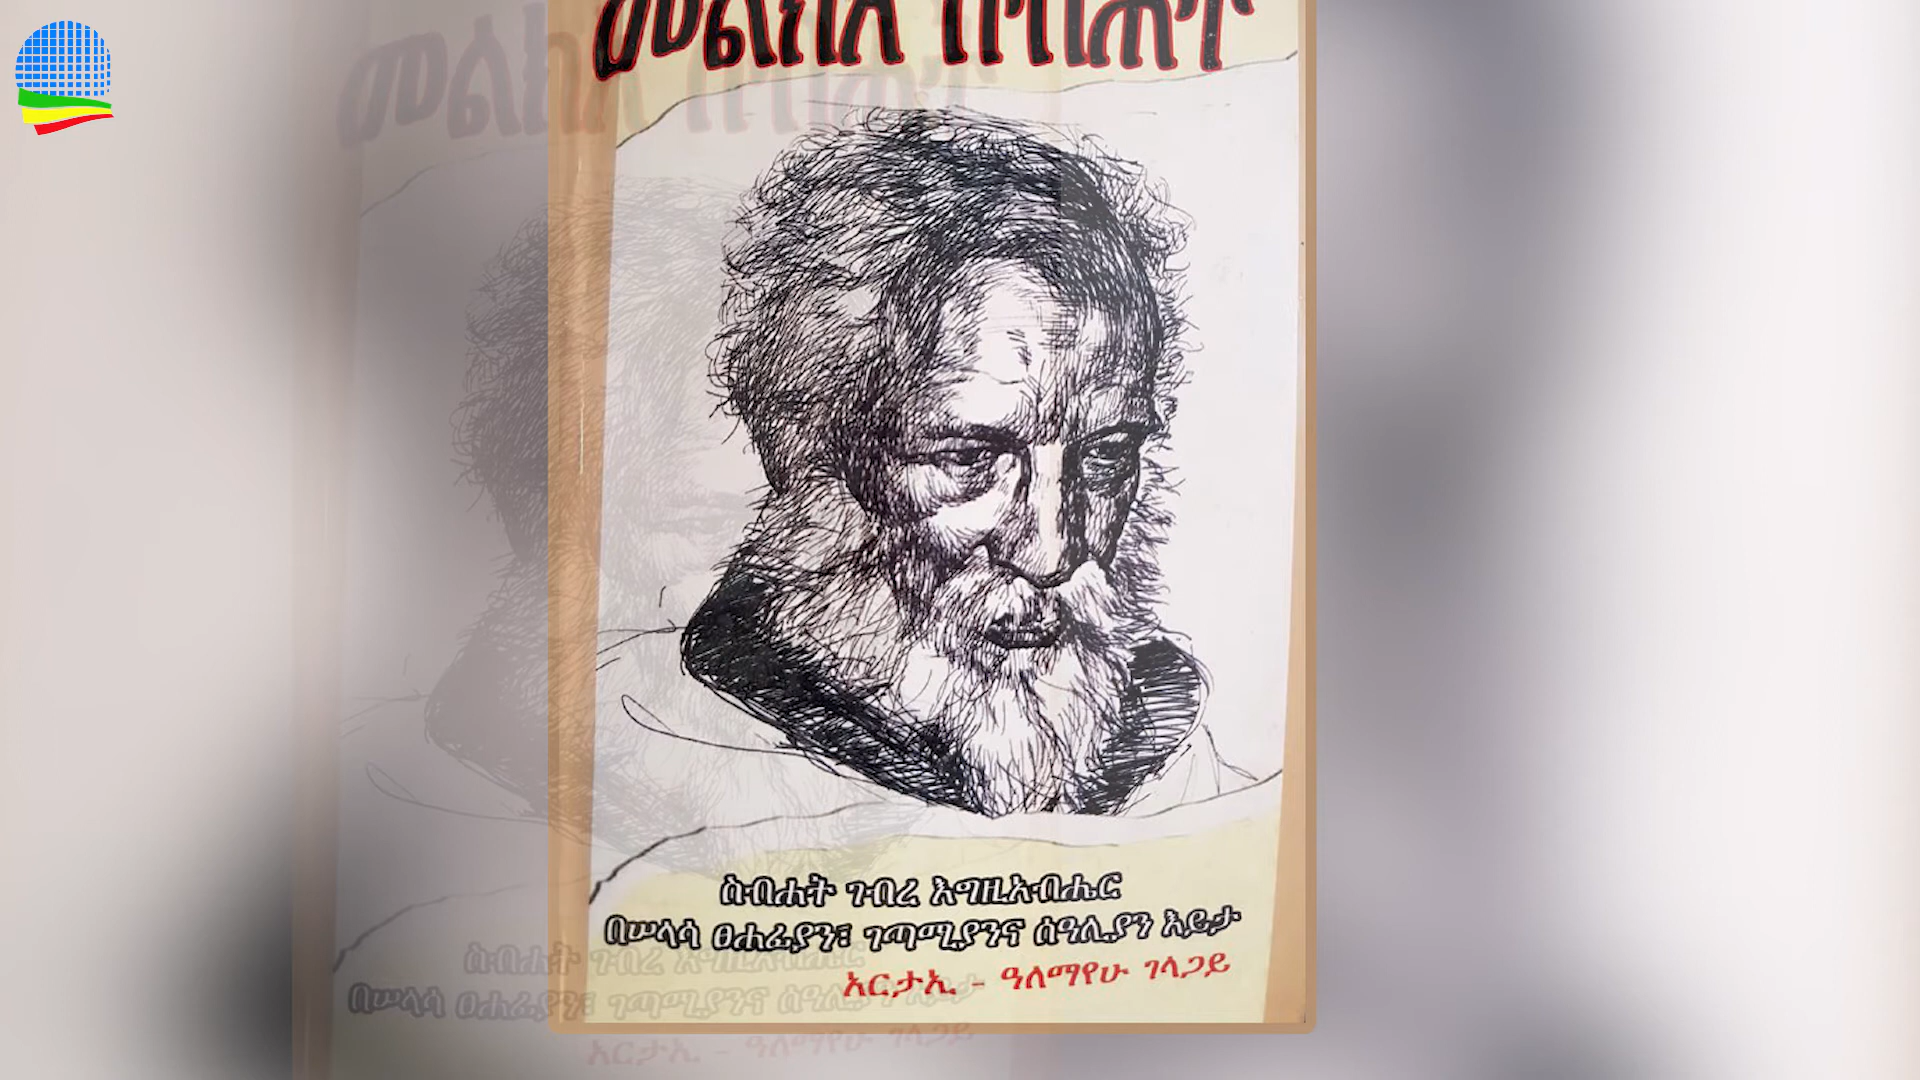 መልክአ ስብሐት
ስብሐት ገብረ እግዚአብሔር
በሠላሳ ፀሐፊያን፣ ገጣሚያንና ሰዓሊያን እይታ
አርታኢ - ዓለማየሁ ገላጋይ